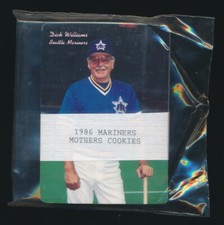 Dick Williams
Seattle Mariners
1986 MARINERS
MOTHERS COOKIES